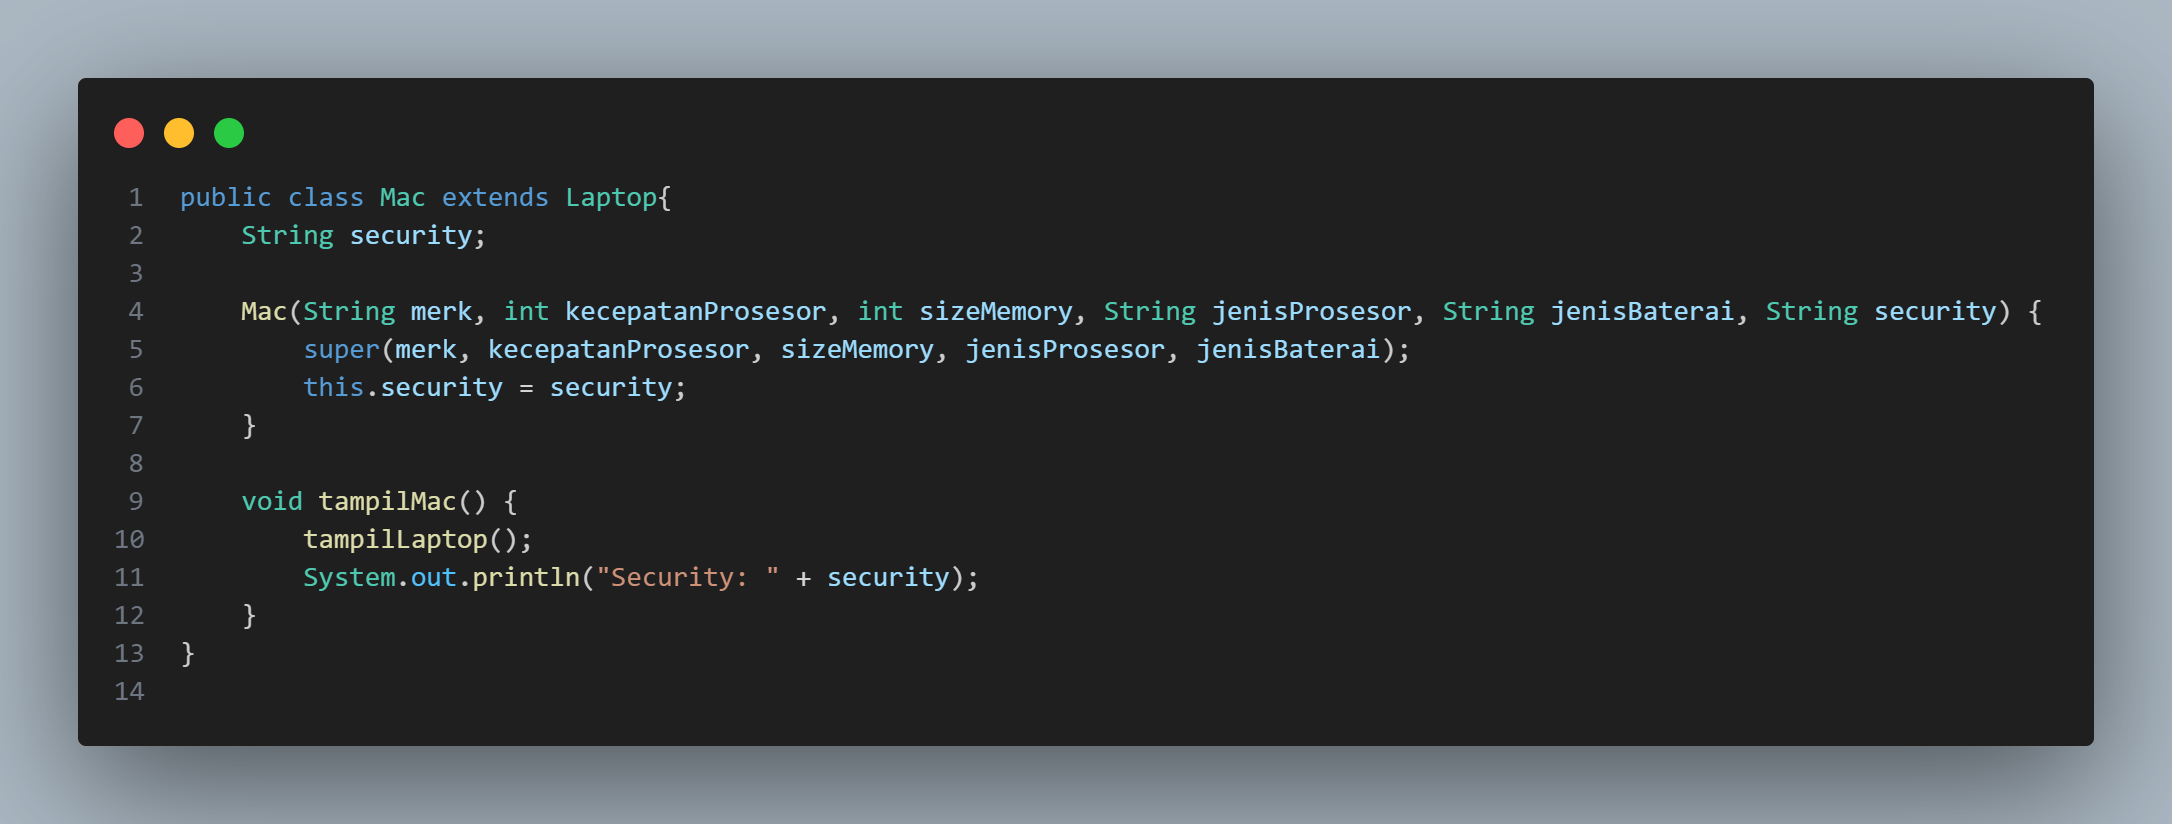 1 public class Mac extends Laptop{
2     String security;
3
4     Mac(String merk, int kecepatanProsesor, int sizeMemory, String jenisProsesor, String jenisBaterai, String security) {
5         super(merk, kecepatanProsesor, sizeMemory, jenisProsesor, jenisBaterai);
6         this.security = security;
7     }
8
9     void tampilMac() {
10         tampilLaptop();
11         System.out.println("Security: " + security);
12     }
13 }
14